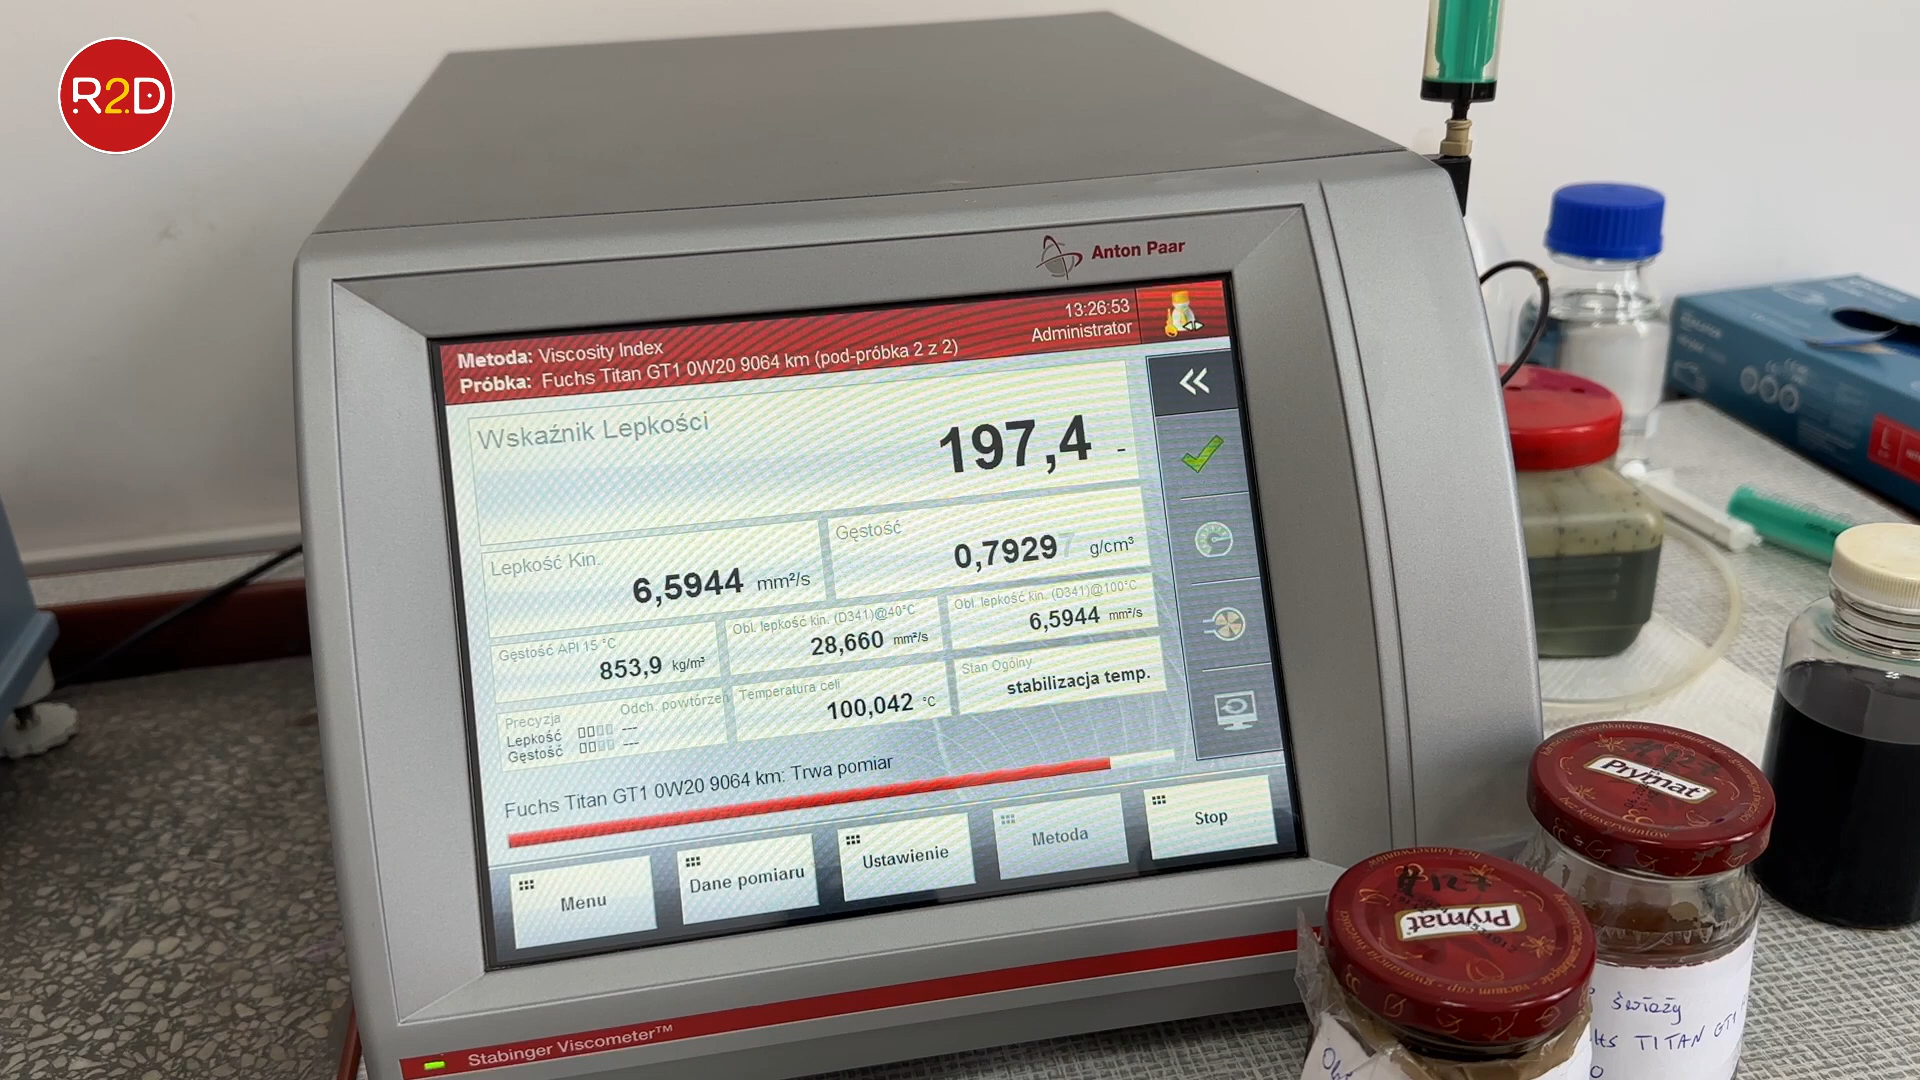 R2D
Anton Paar
Metoda: Viscosity Index
Próbka: Fuchs Titan GT1 0W20 9064 km (pod-próbka 2 z 2)
13:26:53
Administrator
Wskaźnik Lepkości
197,4 -
Lepkość Kin.
6,5944 mm²/s
Gęstość
0,7929 g/cm³
Gęstość API 15 °C
853,9 kg/m³
Obl. lepkość kin. (D341)@40°C
28,660 mm²/s
Obl. lepkość kin. (D341)@100°C
6,5944 mm²/s
Precyzja
Odch. powtórzen
Lepkość ---
Gęstość ---
Temperatura celi
100,042 °C
Stan Ogólny
stabilizacja temp.
Fuchs Titan GT1 0W20 9064 km: Trwa pomiar
Menu
Dane pomiaru
Ustawienie
Metoda
Stop
Stabinger Viscometer™
Prymat
Prymat
świeży
TITAN GT1